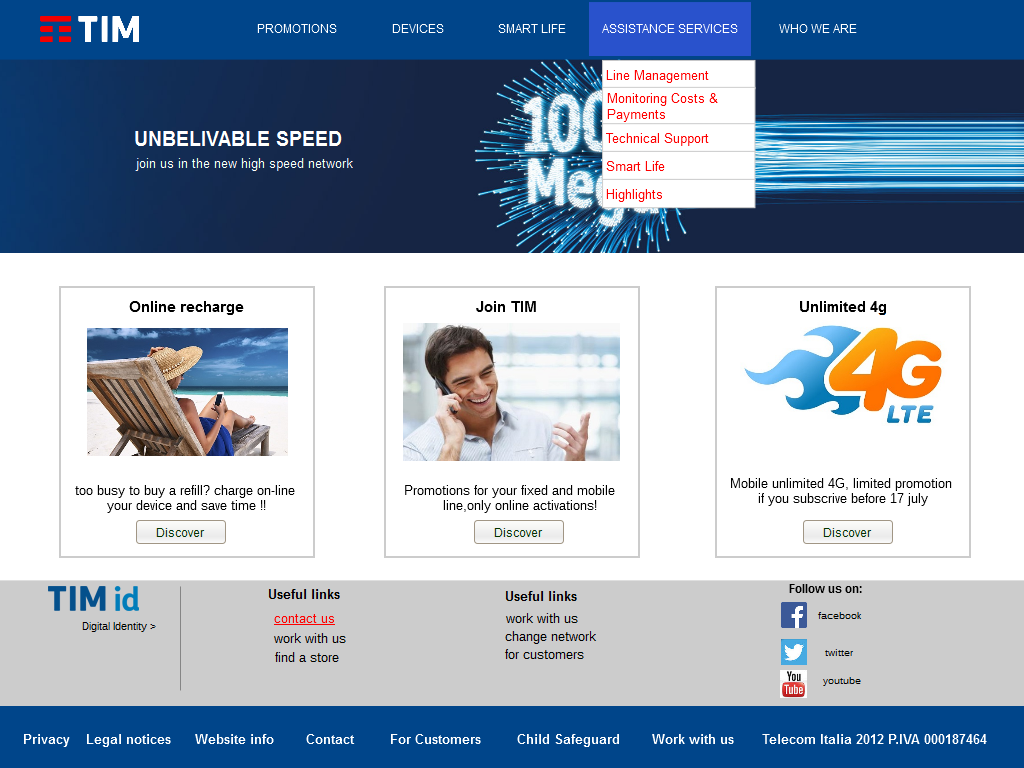 TIM
PROMOTIONS
DEVICES
SMART LIFE
ASSISTANCE SERVICES
WHO WE ARE
Line Management
Monitoring Costs &
Payments
Technical Support
Smart Life
Highlights
UNBELIVABLE SPEED
join us in the new high speed network
100
Mega
Online recharge
too busy to buy a refill? charge on-line
your device and save time !!
Discover
Join TIM
Promotions for your fixed and mobile
line,only online activations!
Discover
Unlimited 4g
4G
LTE
Mobile unlimited 4G, limited promotion
if you subscrive before 17 july
Discover
TIM id
Digital Identity >
Useful links
contact us
work with us
find a store
Useful links
work with us
change network
for customers
Follow us on:
facebook
twitter
You
Tube
youtube
Privacy
Legal notices
Website info
Contact
For Customers
Child Safeguard
Work with us
Telecom Italia 2012 P.IVA 000187464